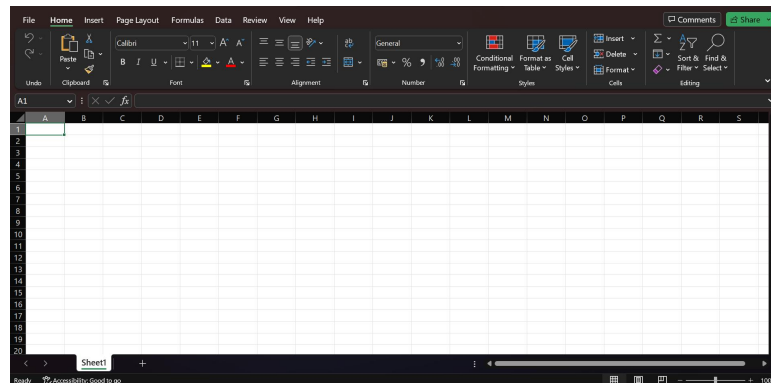 File Home Insert Page Layout Formulas Data Review View Help Comments Share
Calibri 11 A^ A˅ ab General Insert
Paste Conditional Format as Cell Delete Sort & Find &
B I U A % 9 Formatting Table Styles Format Filter Select
Undo Clipboard Font Alignment Number Styles Cells Editing
A1 fx
A B C D E F G H I J K L M N O P Q R S
1
2
3
4
5
6
7
8
9
10
11
12
13
14
15
16
17
18
19
20
Sheet1 +
Ready Accessibility: Good to go 100